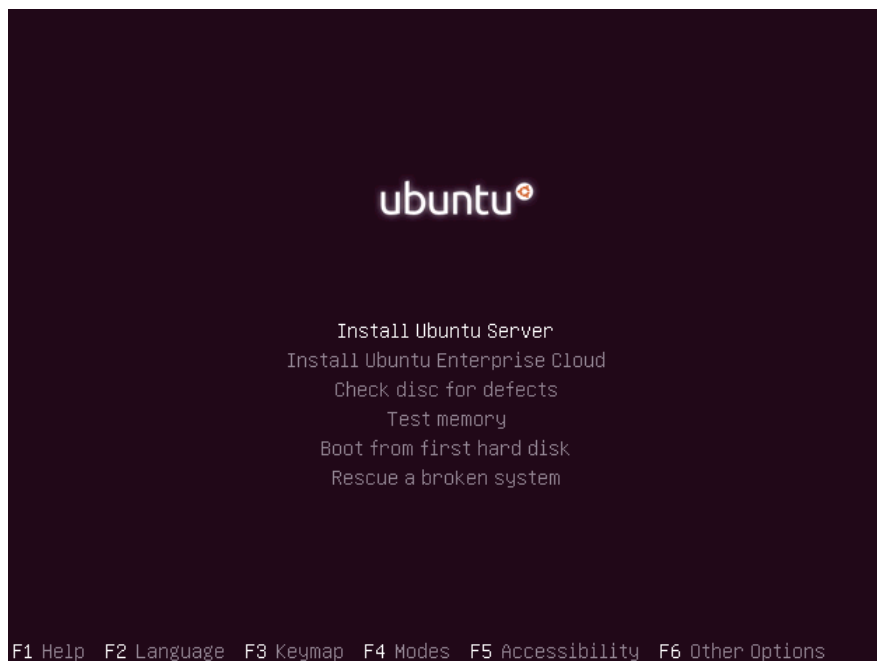 ubuntu
Install Ubuntu Server
Install Ubuntu Enterprise Cloud
Check disc for defects
Test memory
Boot from first hard disk
Rescue a broken system
F1 Help F2 Language F3 Keymap F4 Modes F5 Accessibility F6 Other Options